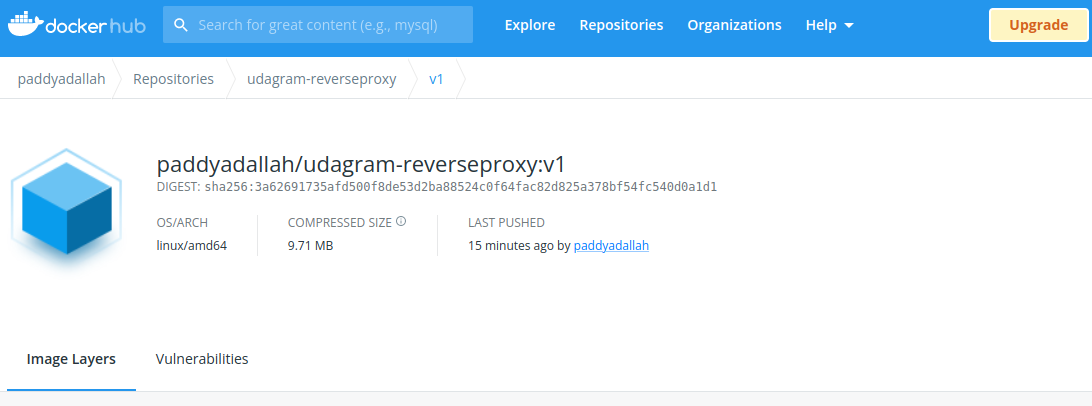 docker hub Search for great content (e.g., mysql) Explore Repositories Organizations Help Upgrade
paddyadallah Repositories udagram-reverseproxy v1
paddyadallah/udagram-reverseproxy:v1
DIGEST: sha256:3a62691735afd500f8de53d2ba88524c0f64fac82d825a378bf54fc540d0a1d1
OS/ARCH COMPRESSED SIZE LAST PUSHED
linux/amd64 9.71 MB 15 minutes ago by paddyadallah
Image Layers Vulnerabilities